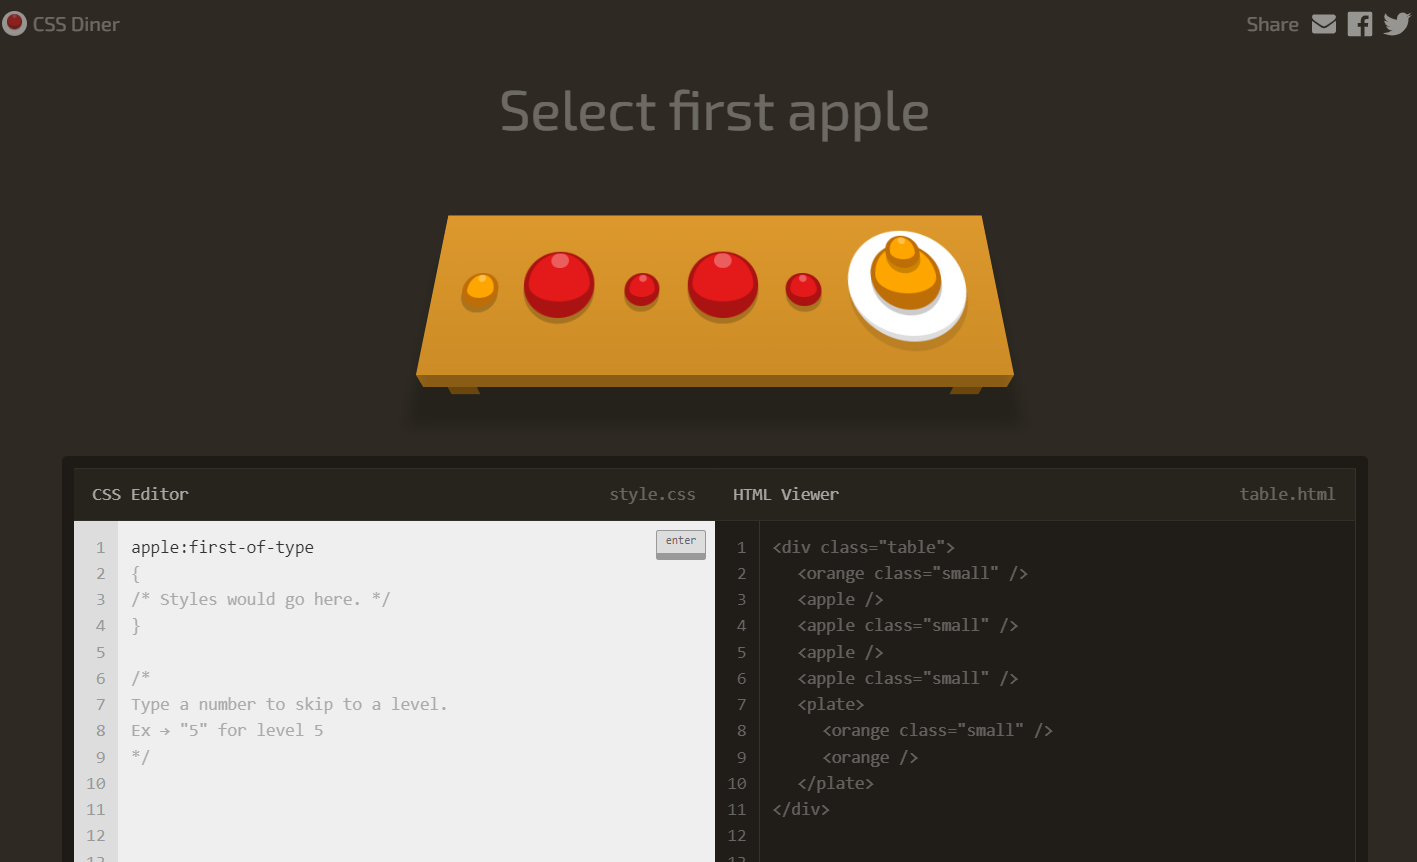 CSS Diner
Share
Select first apple
CSS Editor
style.css
1 apple:first-of-type
enter
2 {
3 /* Styles would go here. */
4 }
5
6 /*
7 Type a number to skip to a level.
8 Ex → "5" for level 5
9 */
10
11
12
13
HTML Viewer
table.html
1 <div class="table">
2 <orange class="small" />
3 <apple />
4 <apple class="small" />
5 <apple />
6 <apple class="small" />
7 <plate>
8 <orange class="small" />
9 <orange />
10 </plate>
11 </div>
12
13